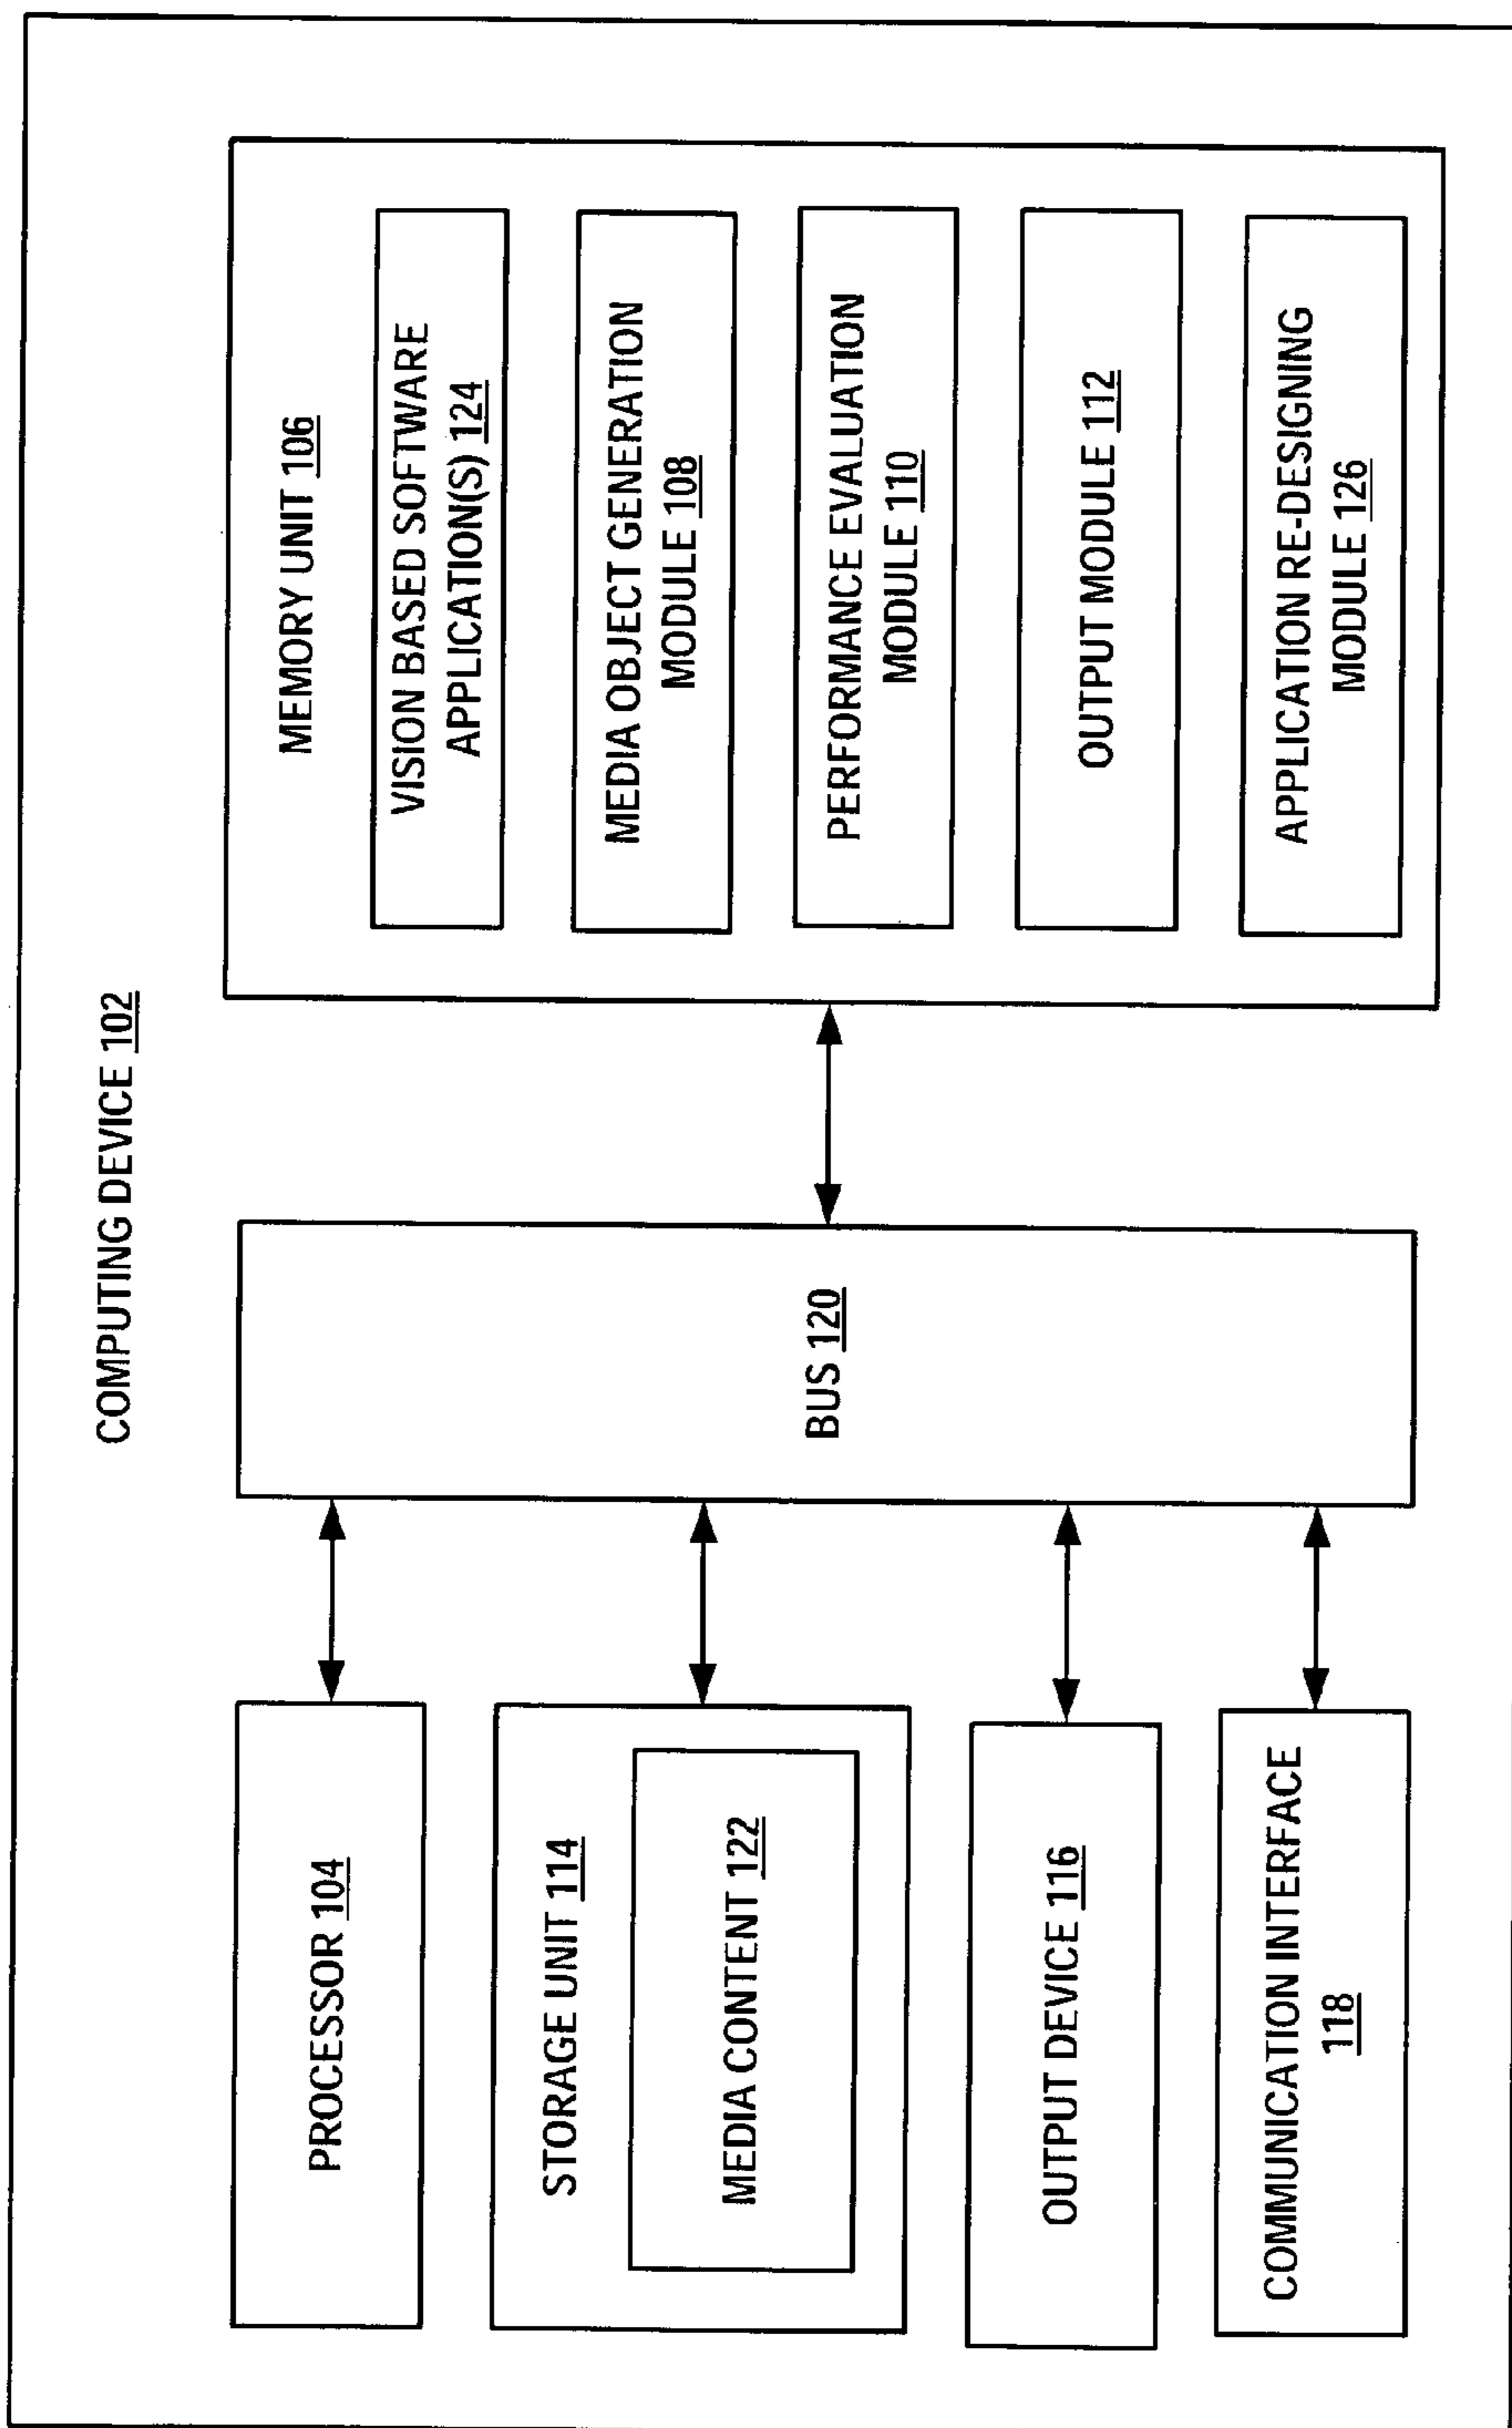 COMPUTING DEVICE 102
PROCESSOR 104
STORAGE UNIT 114
MEDIA CONTENT 122
OUTPUT DEVICE 116
COMMUNICATION INTERFACE
118
BUS 120
MEMORY UNIT 106
VISION BASED SOFTWARE
APPLICATION(S) 124
MEDIA OBJECT GENERATION
MODULE 108
PERFORMANCE EVALUATION
MODULE 110
OUTPUT MODULE 112
APPLICATION RE-DESIGNING
MODULE 126